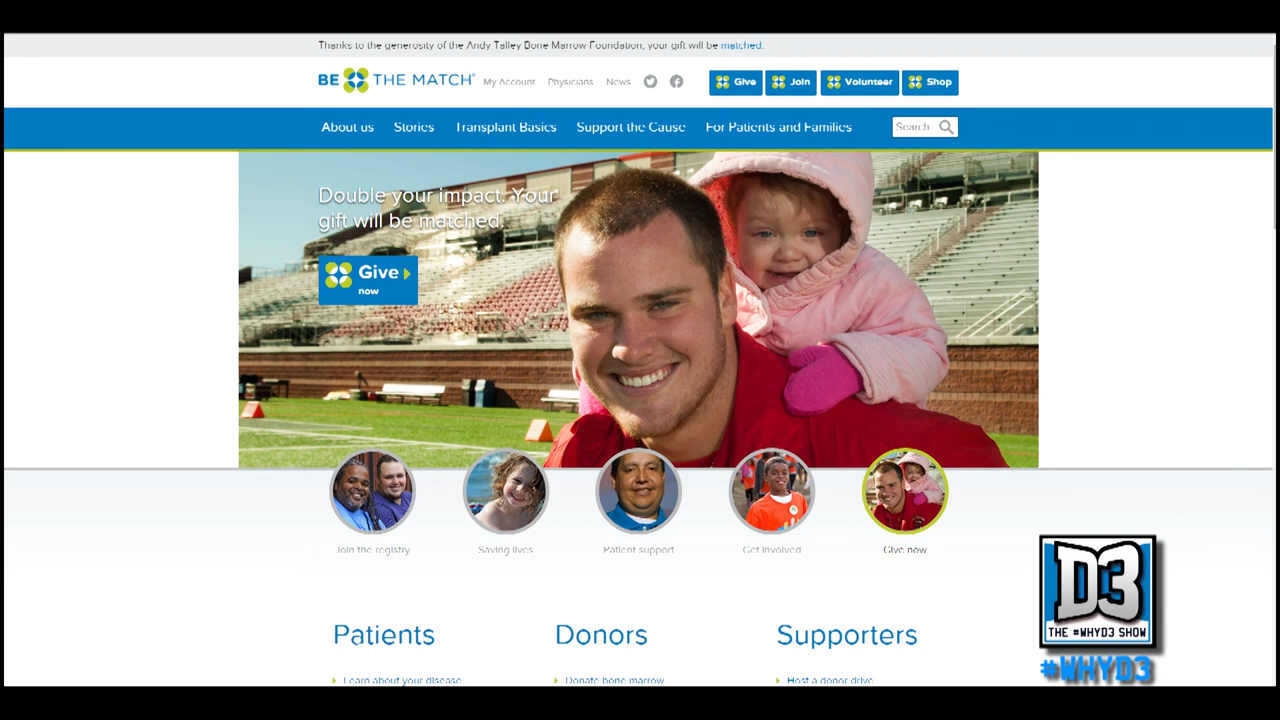 Thanks to the generosity of the Andy Talley Bone Marrow Foundation, your gift will be matched.
BE THE MATCH® My Account Physicians News Give Join Volunteer Shop
About us Stories Transplant Basics Support the Cause For Patients and Families Search
Double your impact. Your
gift will be matched.
Give
now
Join the registry Saving lives Patient support Get involved Give now
Patients Donors Supporters
Learn about your disease Donate bone marrow Host a donor drive
D3
THE #WHYD3 SHOW
#WHYD3